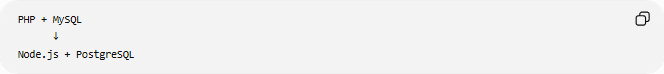 PHP + MySQL
↓
Node.js + PostgreSQL